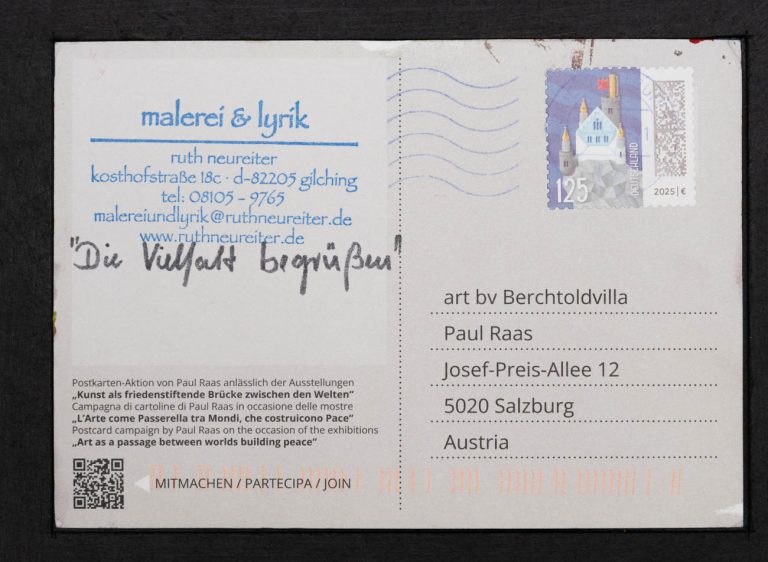 malerei & lyrik
ruth neureiter
kosthofstraße 18c · d-82205 gilching
tel: 08105 - 9765
malereiundlyrik@ruthneureiter.de
www.ruthneureiter.de
"Die Vielfalt begrüßen"
Postkarten-Aktion von Paul Raas anlässlich der Ausstellungen
„Kunst als friedenstiftende Brücke zwischen den Welten“
Campagna di cartoline di Paul Raas in occasione delle mostre
„L'Arte come Passerella tra Mondi, che costruicono Pace“
Postcard campaign by Paul Raas on the occasion of the exhibitions
„Art as a passage between worlds building peace“
MITMACHEN / PARTECIPA / JOIN
125
DEUTSCHLAND
2025 | €
art bv Berchtoldvilla
Paul Raas
Josef-Preis-Allee 12
5020 Salzburg
Austria